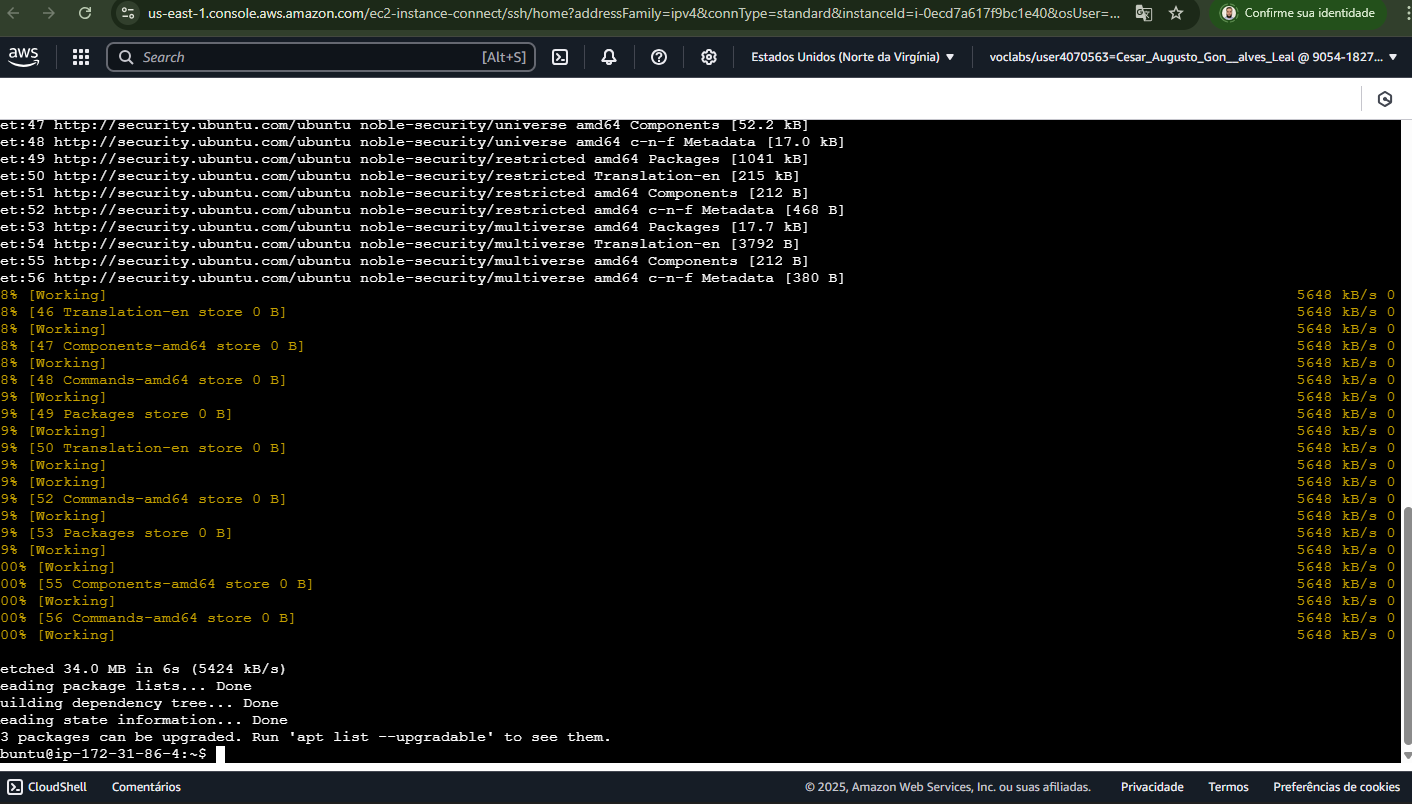 us-east-1.console.aws.amazon.com/ec2-instance-connect/ssh/home?addressFamily=ipv4&connType=standard&instanceId=i-0ecd7a617f9bc1e40&osUser=...
Confirme sua identidade
aws
Search
[Alt+S]
Estados Unidos (Norte da Virgínia)
voclabs/user4070563=Cesar_Augusto_Gon__alves_Leal @ 9054-1827...
et:47 http://security.ubuntu.com/ubuntu noble-security/universe amd64 Components [52.2 kB]
et:48 http://security.ubuntu.com/ubuntu noble-security/universe amd64 c-n-f Metadata [17.0 kB]
et:49 http://security.ubuntu.com/ubuntu noble-security/restricted amd64 Packages [1041 kB]
et:50 http://security.ubuntu.com/ubuntu noble-security/restricted Translation-en [215 kB]
et:51 http://security.ubuntu.com/ubuntu noble-security/restricted amd64 Components [212 B]
et:52 http://security.ubuntu.com/ubuntu noble-security/restricted amd64 c-n-f Metadata [468 B]
et:53 http://security.ubuntu.com/ubuntu noble-security/multiverse amd64 Packages [17.7 kB]
et:54 http://security.ubuntu.com/ubuntu noble-security/multiverse Translation-en [3792 B]
et:55 http://security.ubuntu.com/ubuntu noble-security/multiverse amd64 Components [212 B]
et:56 http://security.ubuntu.com/ubuntu noble-security/multiverse amd64 c-n-f Metadata [380 B]
8% [Working] 5648 kB/s 0
8% [46 Translation-en store 0 B] 5648 kB/s 0
8% [Working] 5648 kB/s 0
8% [47 Components-amd64 store 0 B] 5648 kB/s 0
8% [Working] 5648 kB/s 0
8% [48 Commands-amd64 store 0 B] 5648 kB/s 0
9% [Working] 5648 kB/s 0
9% [49 Packages store 0 B] 5648 kB/s 0
9% [Working] 5648 kB/s 0
9% [50 Translation-en store 0 B] 5648 kB/s 0
9% [Working] 5648 kB/s 0
9% [Working] 5648 kB/s 0
9% [52 Commands-amd64 store 0 B] 5648 kB/s 0
9% [Working] 5648 kB/s 0
9% [53 Packages store 0 B] 5648 kB/s 0
9% [Working] 5648 kB/s 0
00% [Working] 5648 kB/s 0
00% [55 Components-amd64 store 0 B] 5648 kB/s 0
00% [Working] 5648 kB/s 0
00% [56 Commands-amd64 store 0 B] 5648 kB/s 0
00% [Working] 5648 kB/s 0
etched 34.0 MB in 6s (5424 kB/s)
eading package lists... Done
uilding dependency tree... Done
eading state information... Done
3 packages can be upgraded. Run 'apt list --upgradable' to see them.
buntu@ip-172-31-86-4:~$
CloudShell
Comentários
© 2025, Amazon Web Services, Inc. ou suas afiliadas.
Privacidade
Termos
Preferências de cookies